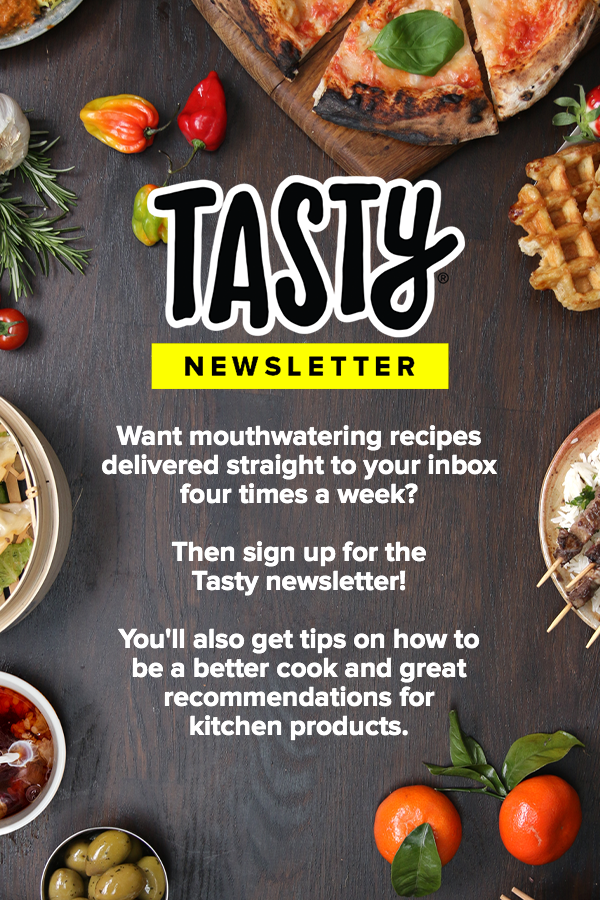 TASTY®
NEWSLETTER
Want mouthwatering recipes
delivered straight to your inbox
four times a week?
Then sign up for the
Tasty newsletter!
You'll also get tips on how to
be a better cook and great
recommendations for
kitchen products.